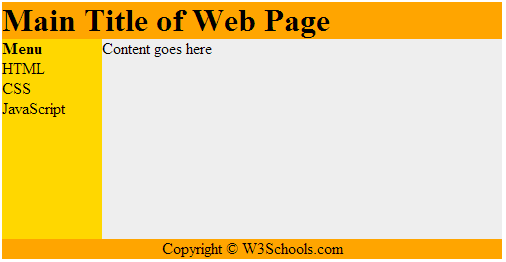 Main Title of Web Page
Menu
HTML
CSS
JavaScript
Content goes here
Copyright © W3Schools.com